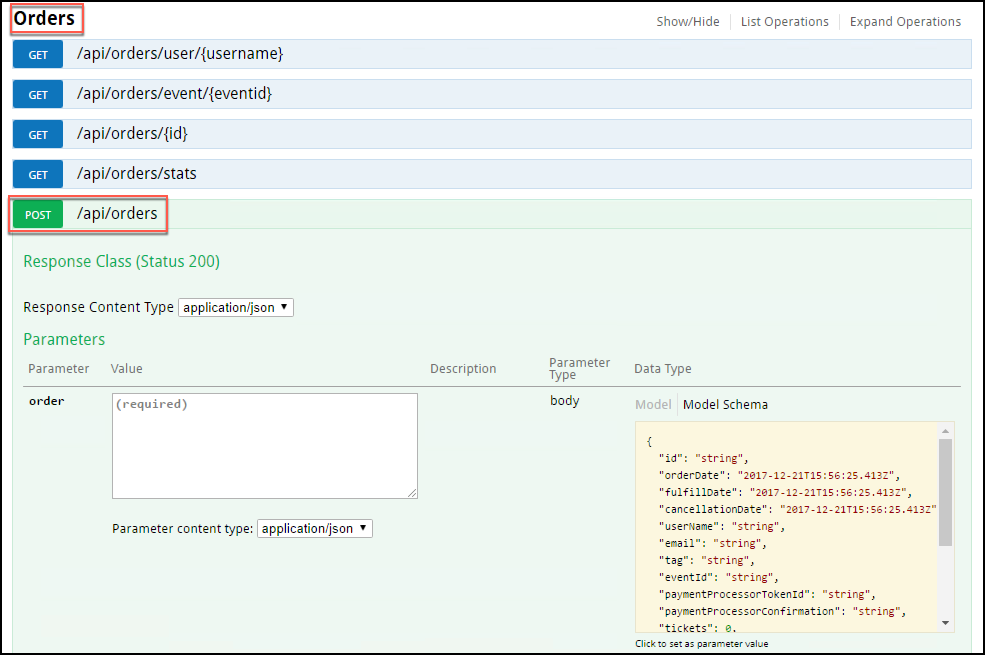 Orders
Show/Hide List Operations Expand Operations
GET /api/orders/user/{username}
GET /api/orders/event/{eventid}
GET /api/orders/{id}
GET /api/orders/stats
POST /api/orders
Response Class (Status 200)
Response Content Type application/json
Parameters
Parameter Value Description Parameter Type Data Type
order (required) body Model Model Schema
{
"id": "string",
"orderDate": "2017-12-21T15:56:25.413Z",
"fulfillDate": "2017-12-21T15:56:25.413Z",
"cancellationDate": "2017-12-21T15:56:25.413Z"
"userName": "string",
"email": "string",
"tag": "string",
"eventId": "string",
"paymentProcessorTokenId": "string",
"paymentProcessorConfirmation": "string",
"tickets": 0,
Parameter content type: application/json
Click to set as parameter value